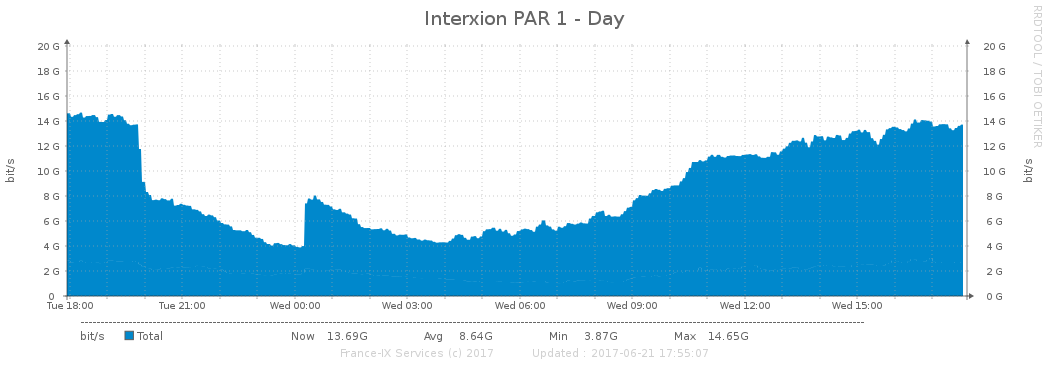 Interxion PAR 1 - Day
RRDTOOL / TOBI OETIKER
bit/s
20 G 20 G
18 G 18 G
16 G 16 G
14 G 14 G
12 G 12 G
10 G 10 G
8 G 8 G
6 G 6 G
4 G 4 G
2 G 2 G
0 0 G
bit/s
Tue 18:00 Tue 21:00 Wed 00:00 Wed 03:00 Wed 06:00 Wed 09:00 Wed 12:00 Wed 15:00
bit/s Total Now 13.69G Avg 8.64G Min 3.87G Max 14.65G
France-IX Services (c) 2017 Updated : 2017-06-21 17:55:07